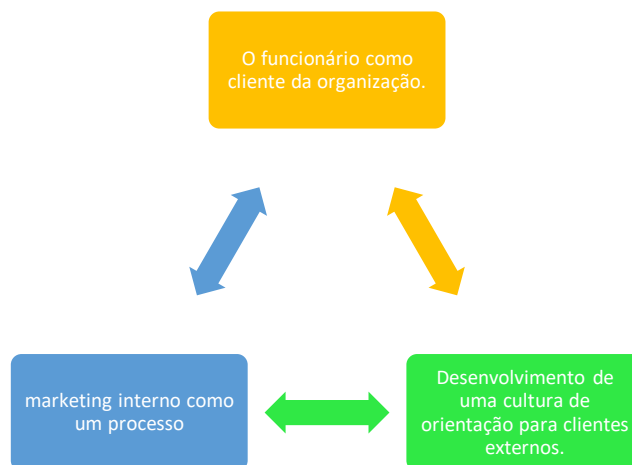 O funcionário como
cliente da organização.
marketing interno como
um processo
Desenvolvimento de
uma cultura de
orientação para clientes
externos.